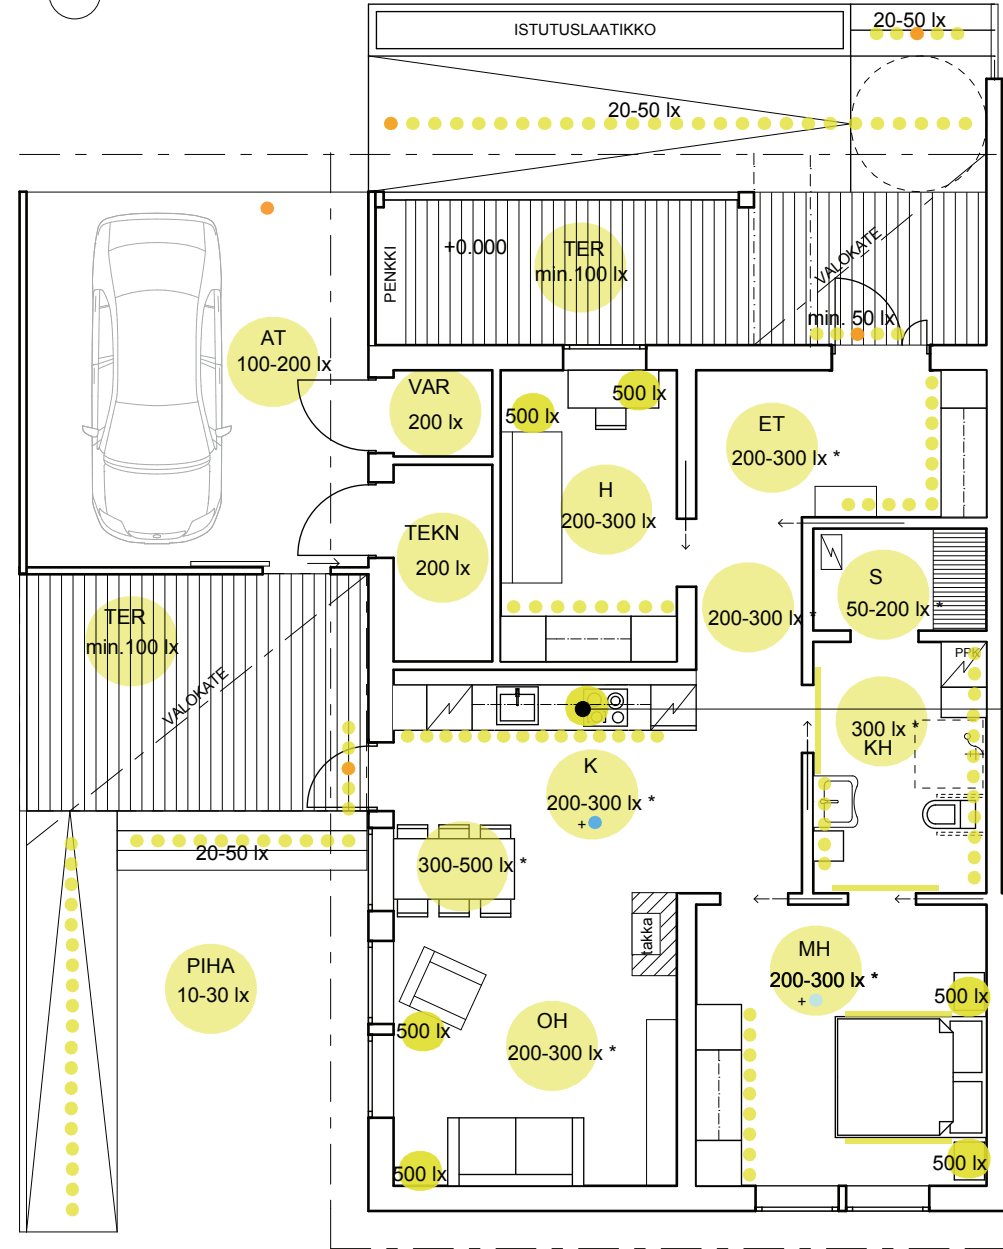 20-50 lx
ISTUTUSLAATIKKO
20-50 lx
PENKKI
+0.000
TER
min.100 lx
VALOKATE
min. 50 lx
AT
100-200 lx
VAR
200 lx
500 lx
500 lx
ET
200-300 lx *
H
200-300 lx
TEKN
200 lx
S
50-200 lx *
200-300 lx *
TER
min.100 lx
VALOKATE
PPK
300 lx *
KH
K
200-300 lx *
+
20-50 lx
300-500 lx *
takka
PIHA
10-30 lx
MH
200-300 lx *
+
500 lx
500 lx
OH
200-300 lx *
500 lx
500 lx